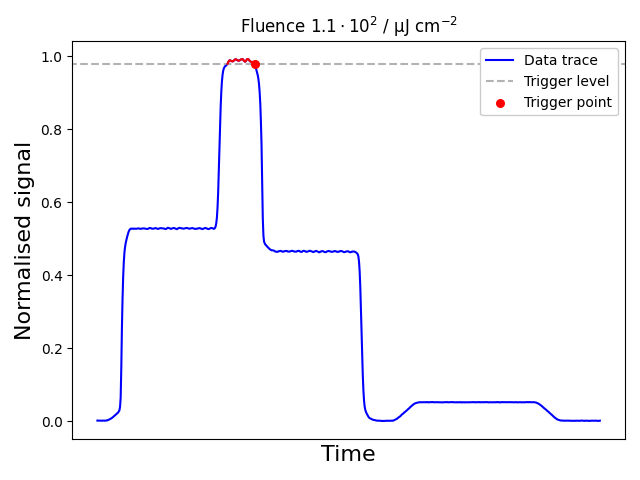 Fluence 1.1 · 10² / µJ cm⁻²
Normalised signal
1.0
0.8
0.6
0.4
0.2
0.0
Data trace
Trigger level
Trigger point
Time